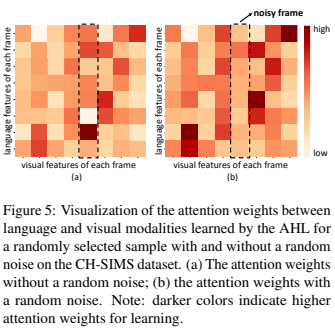 noisy frame
high
low
language features of each frame
language features of each frame
visual features of each frame
visual features of each frame
(a)
(b)
Figure 5: Visualization of the attention weights between
language and visual modalities learned by the AHL for
a randomly selected sample with and without a random
noise on the CH-SIMS dataset. (a) The attention weights
without a random noise; (b) the attention weights with
a random noise. Note: darker colors indicate higher
attention weights for learning.